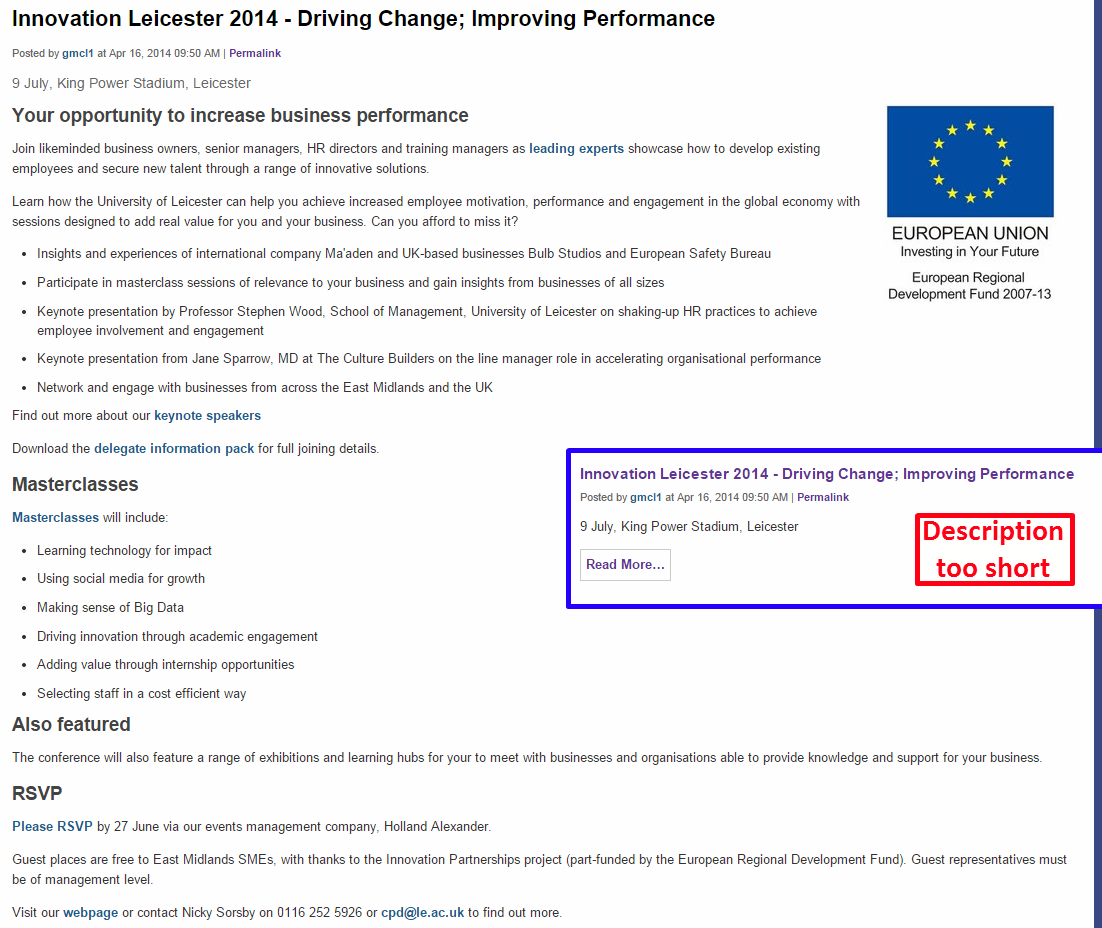 Innovation Leicester 2014 - Driving Change; Improving Performance
Posted by gmcl1 at Apr 16, 2014 09:50 AM | Permalink
9 July, King Power Stadium, Leicester
Your opportunity to increase business performance
Join likeminded business owners, senior managers, HR directors and training managers as leading experts showcase how to develop existing
employees and secure new talent through a range of innovative solutions.
Learn how the University of Leicester can help you achieve increased employee motivation, performance and engagement in the global economy with
sessions designed to add real value for you and your business. Can you afford to miss it?
• Insights and experiences of international company Ma'aden and UK-based businesses Bulb Studios and European Safety Bureau
• Participate in masterclass sessions of relevance to your business and gain insights from businesses of all sizes
• Keynote presentation by Professor Stephen Wood, School of Management, University of Leicester on shaking-up HR practices to achieve
employee involvement and engagement
• Keynote presentation from Jane Sparrow, MD at The Culture Builders on the line manager role in accelerating organisational performance
• Network and engage with businesses from across the East Midlands and the UK
EUROPEAN UNION
Investing in Your Future
European Regional
Development Fund 2007-13
Find out more about our keynote speakers
Download the delegate information pack for full joining details.
Masterclasses
Masterclasses will include:
• Learning technology for impact
• Using social media for growth
• Making sense of Big Data
• Driving innovation through academic engagement
• Adding value through internship opportunities
• Selecting staff in a cost efficient way
Innovation Leicester 2014 - Driving Change; Improving Performance
Posted by gmcl1 at Apr 16, 2014 09:50 AM | Permalink
9 July, King Power Stadium, Leicester
Read More…
Description
too short
Also featured
The conference will also feature a range of exhibitions and learning hubs for your to meet with businesses and organisations able to provide knowledge and support for your business.
RSVP
Please RSVP by 27 June via our events management company, Holland Alexander.
Guest places are free to East Midlands SMEs, with thanks to the Innovation Partnerships project (part-funded by the European Regional Development Fund). Guest representatives must
be of management level.
Visit our webpage or contact Nicky Sorsby on 0116 252 5926 or cpd@le.ac.uk to find out more.